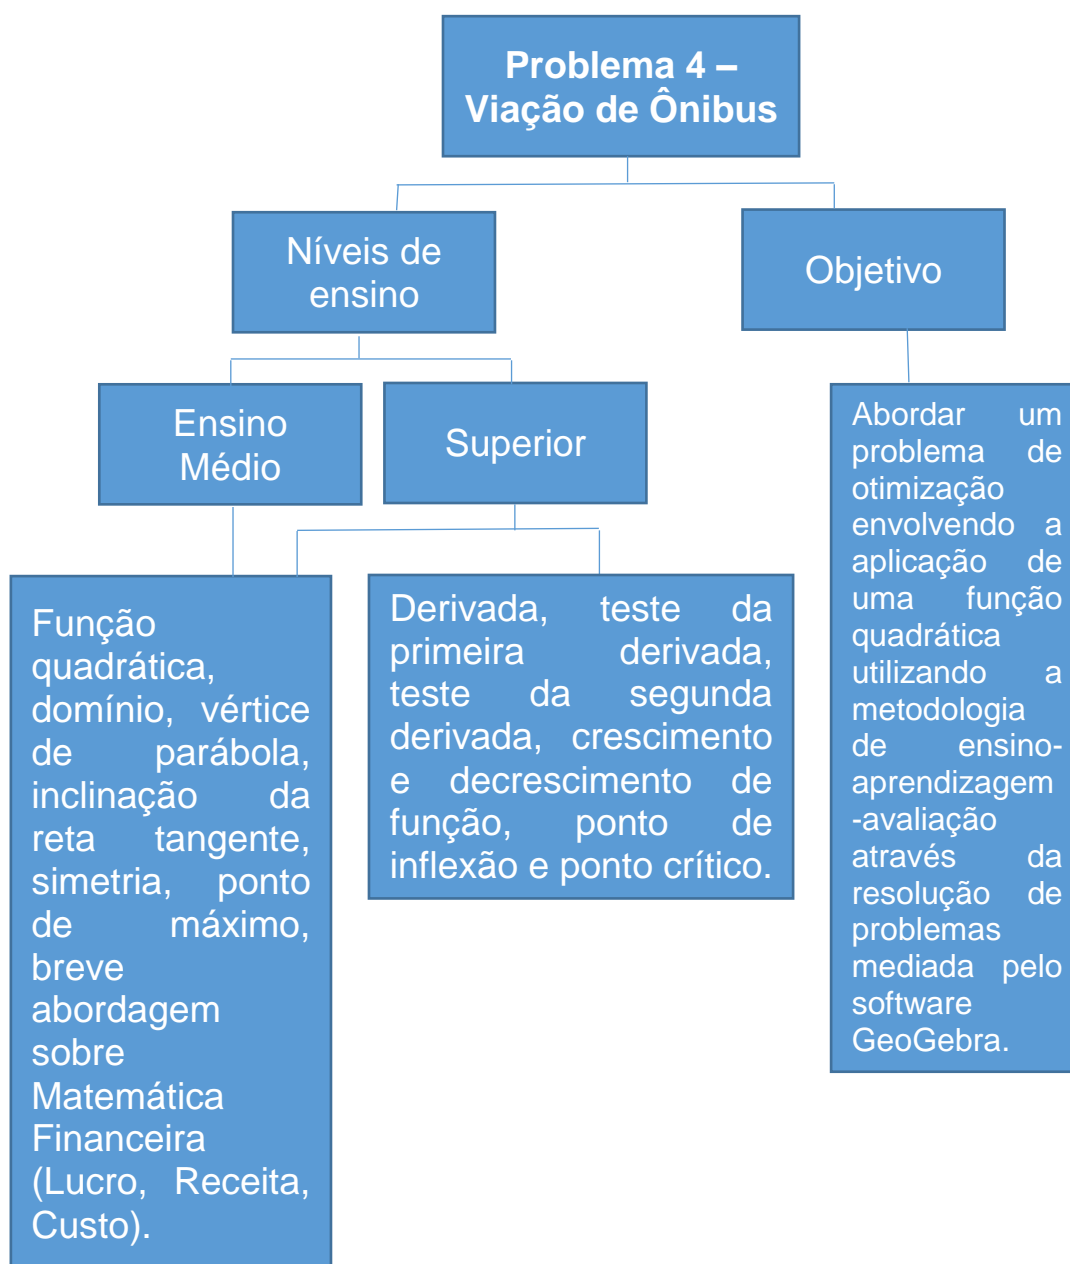 Problema 4 –
Viação de Ônibus
Níveis de
ensino
Objetivo
Ensino
Médio
Superior
Função
quadrática,
domínio, vértice
de parábola,
inclinação da
reta tangente,
simetria, ponto
de máximo,
breve
abordagem
sobre
Matemática
Financeira
(Lucro, Receita,
Custo).
Derivada, teste da
primeira derivada,
teste da segunda
derivada, crescimento
e decrescimento de
função, ponto de
inflexão e ponto crítico.
Abordar um
problema de
otimização
envolvendo a
aplicação de
uma função
quadrática
utilizando a
metodologia
de ensino-
aprendizagem
-avaliação
através da
resolução de
problemas
mediada pelo
software
GeoGebra.